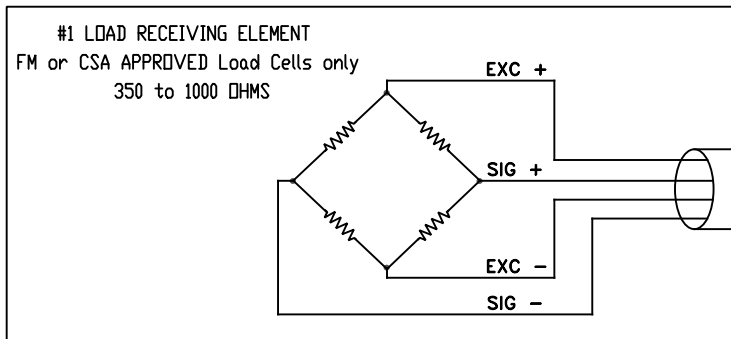 #1 LOAD RECEIVING ELEMENT
FM or CSA APPROVED Load Cells only
350 to 1000 OHMS
EXC +
SIG +
EXC -
SIG -